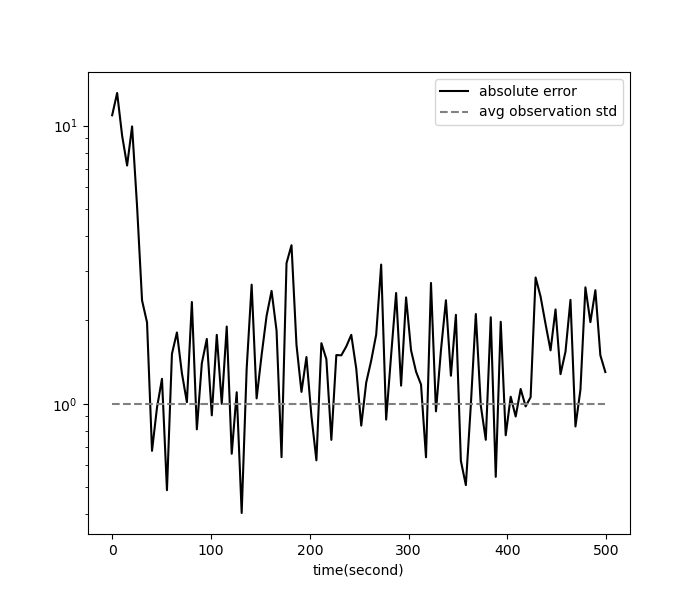 absolute error
avg observation std
10¹
10⁰
0 100 200 300 400 500
time(second)